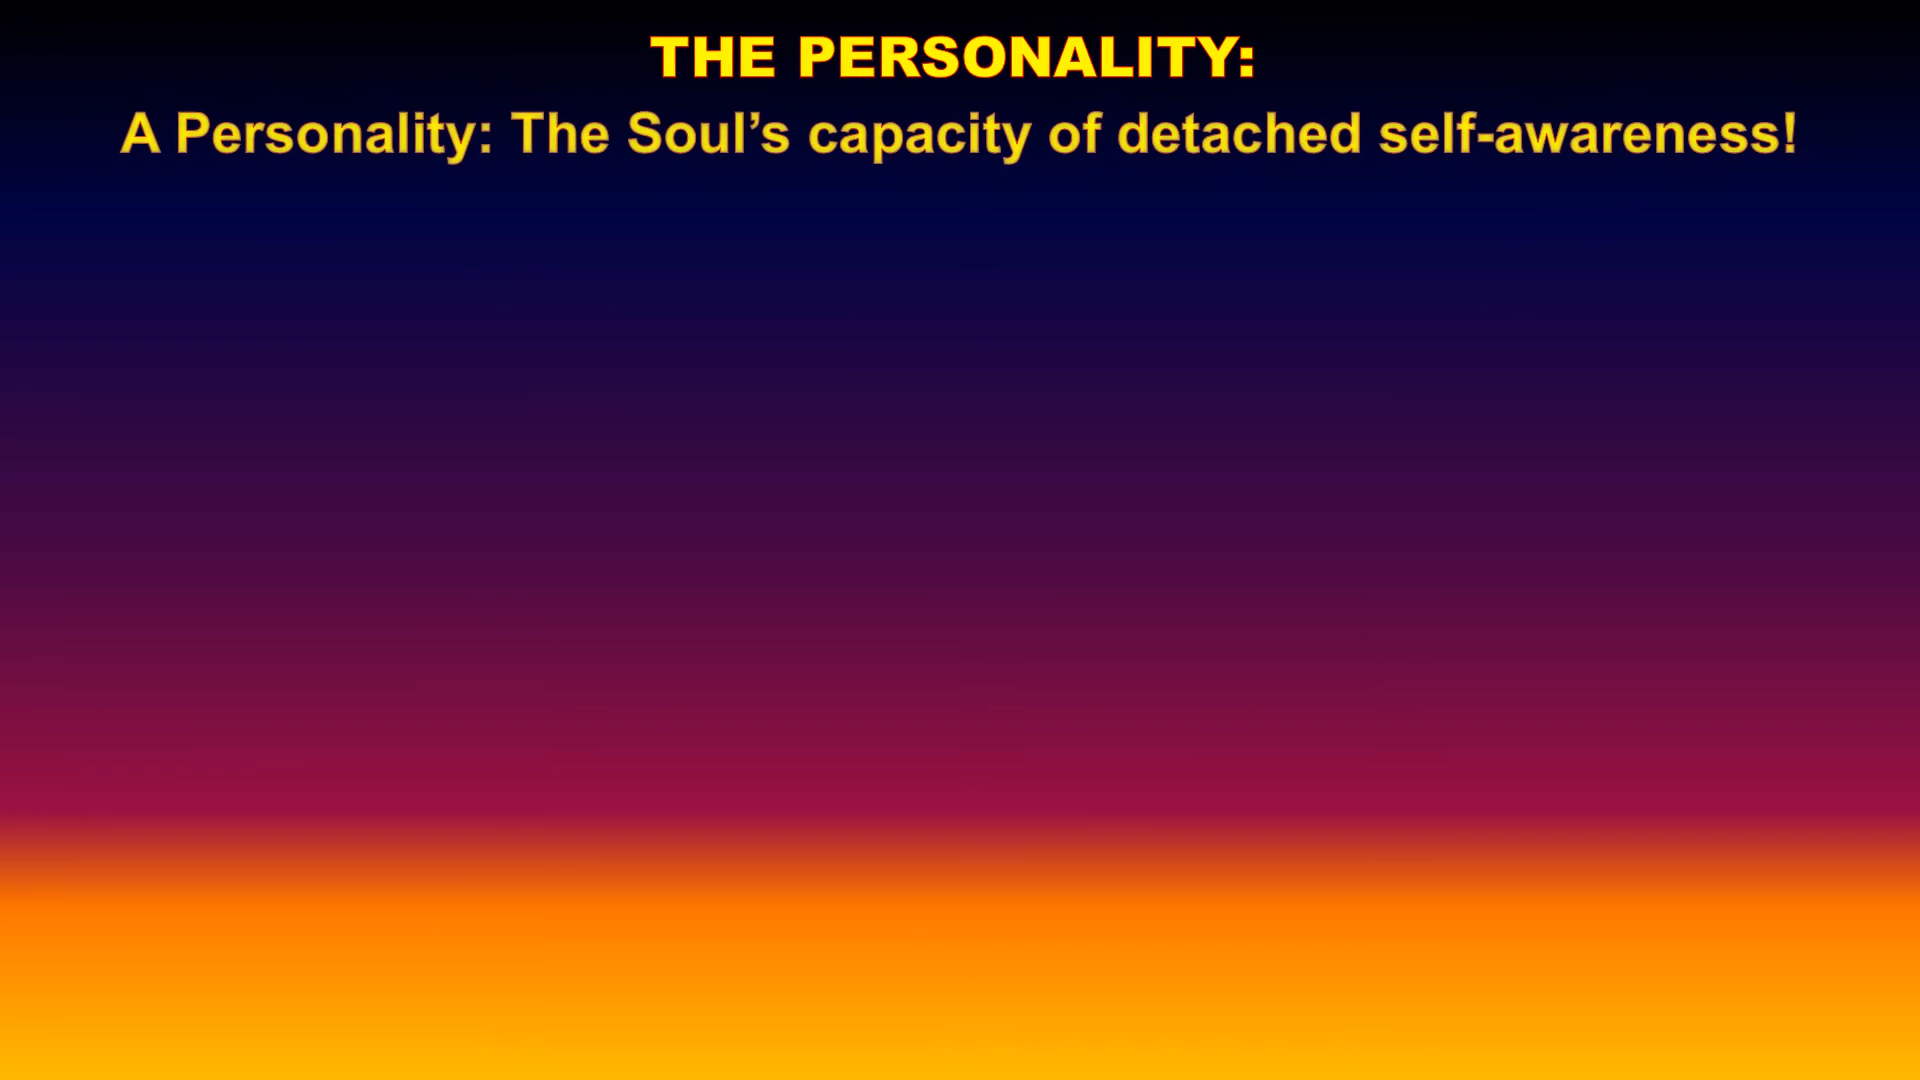 THE PERSONALITY:
A Personality: The Soul’s capacity of detached self-awareness!